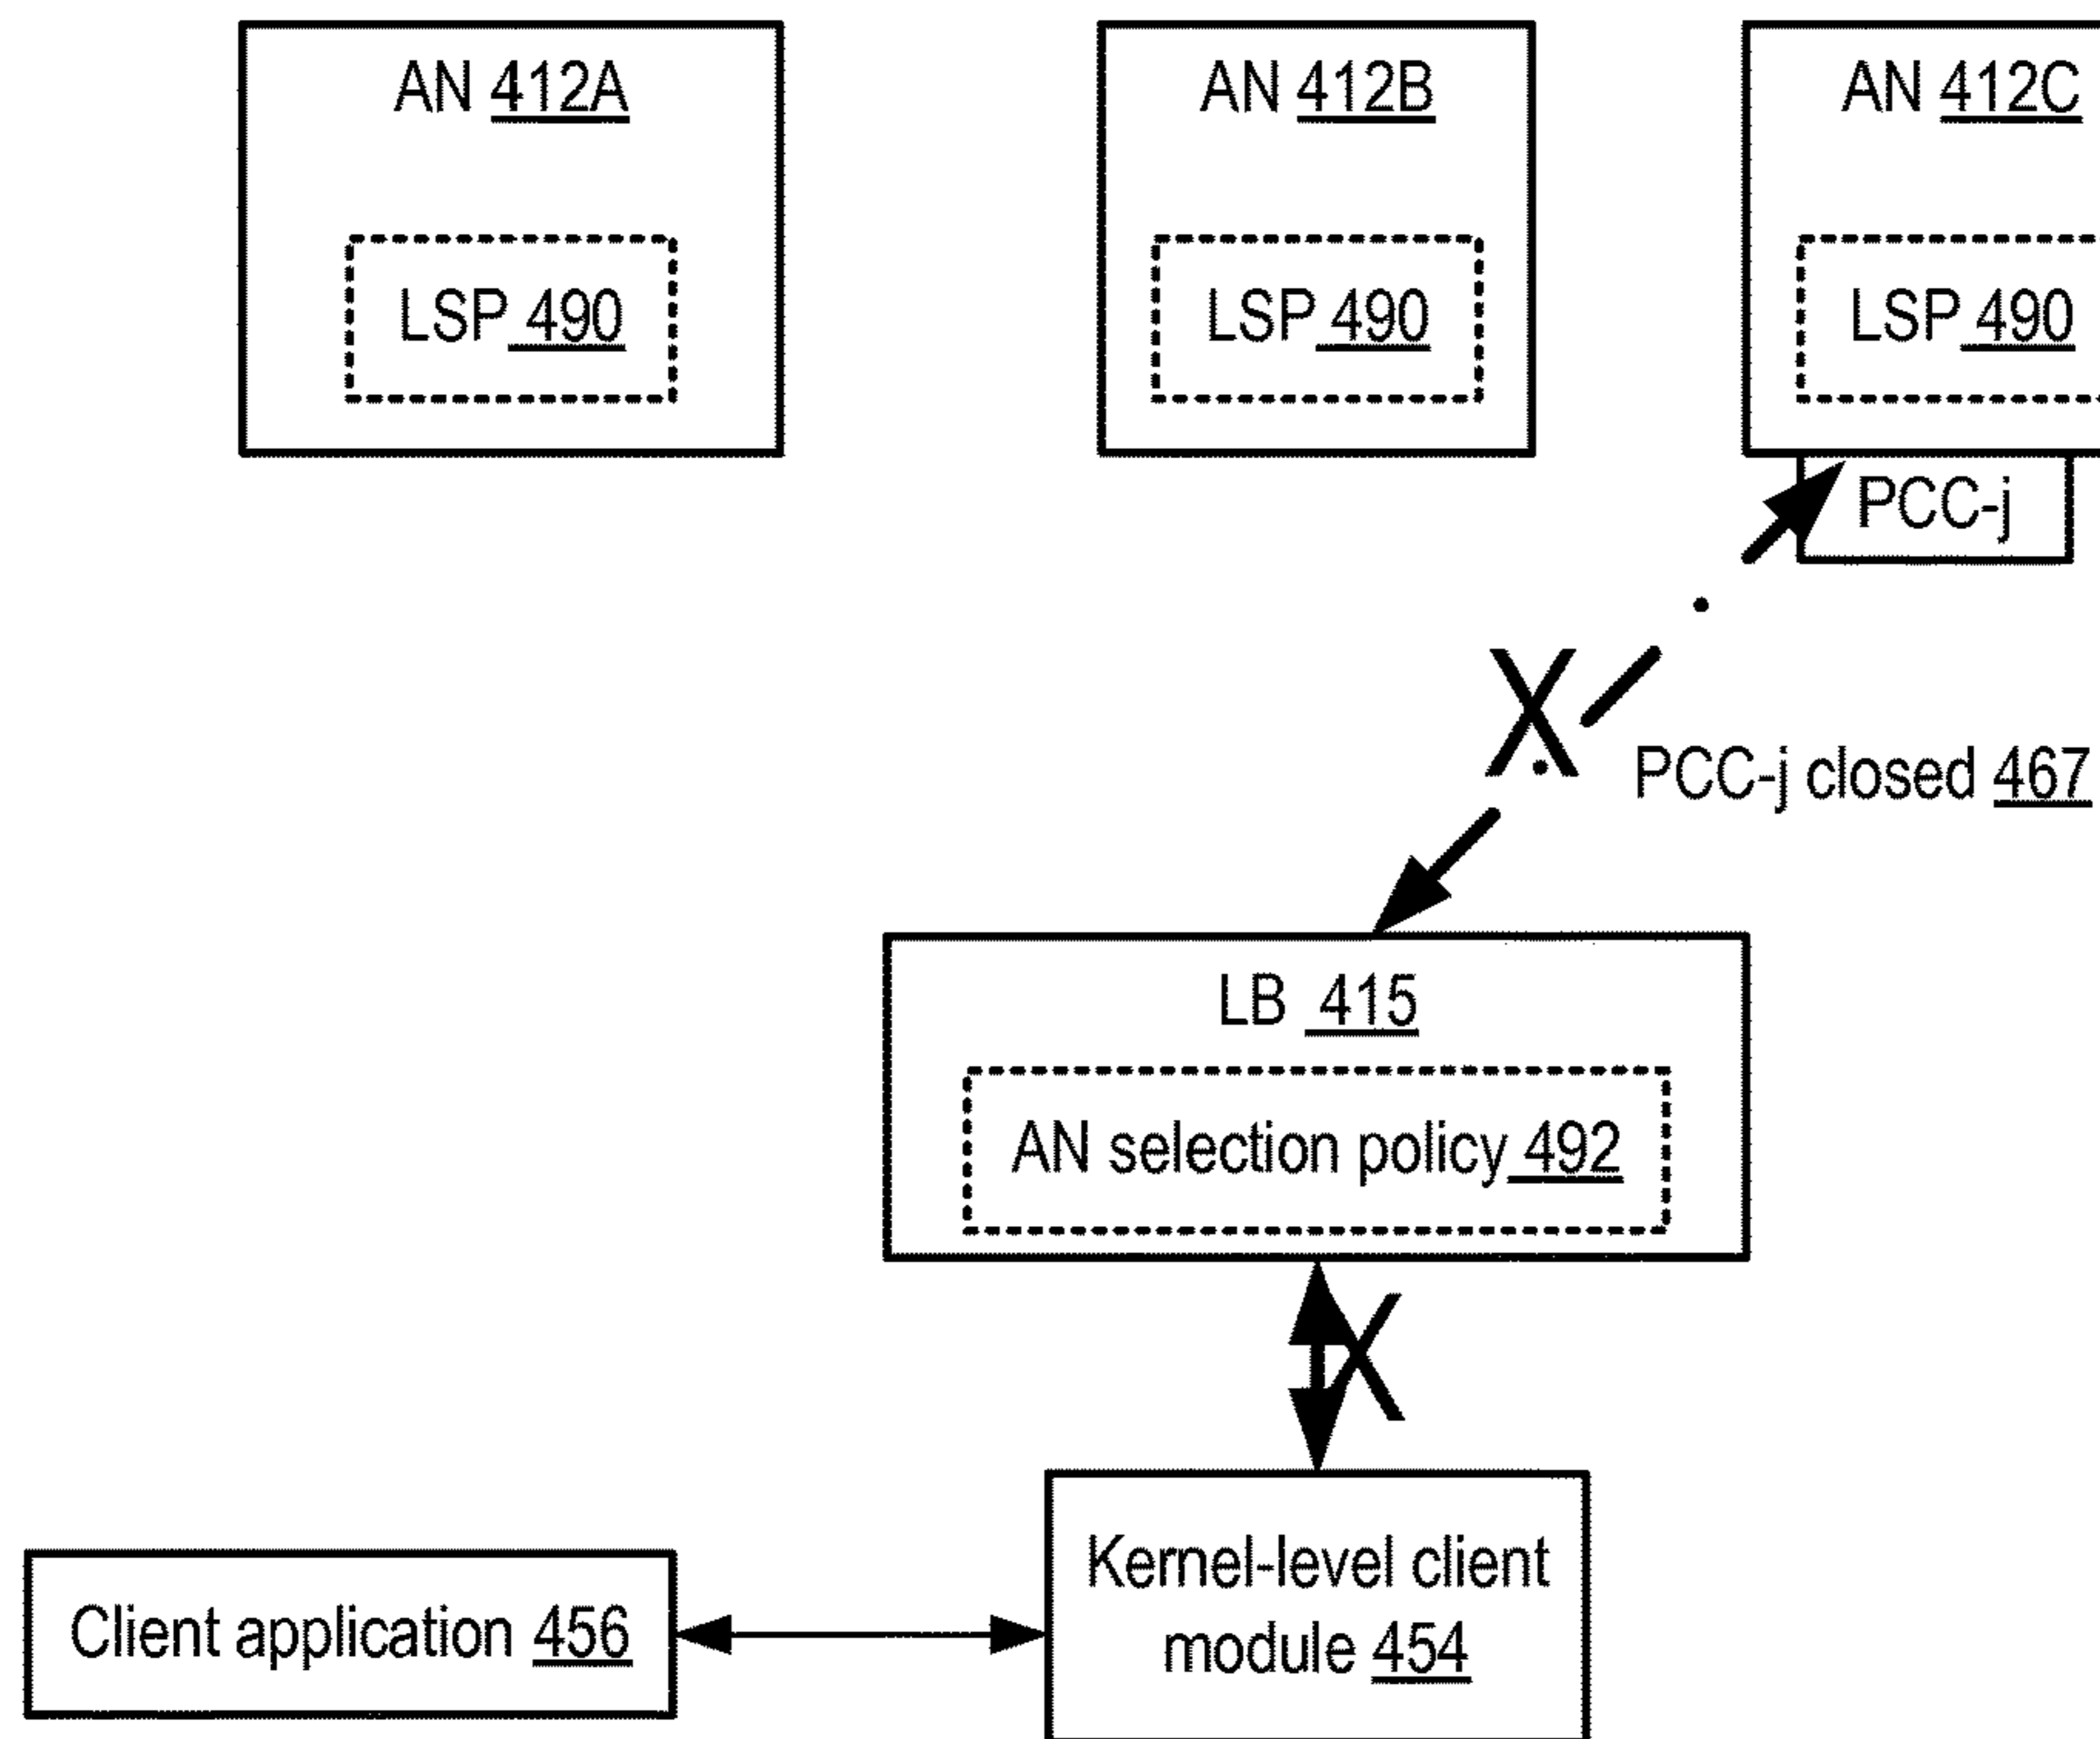 AN 412A
AN 412B
AN 412C
LSP 490
LSP 490
LSP 490
PCC-j
X
PCC-j closed 467
LB 415
AN selection policy 492
X
Kernel-level client
module 454
Client application 456